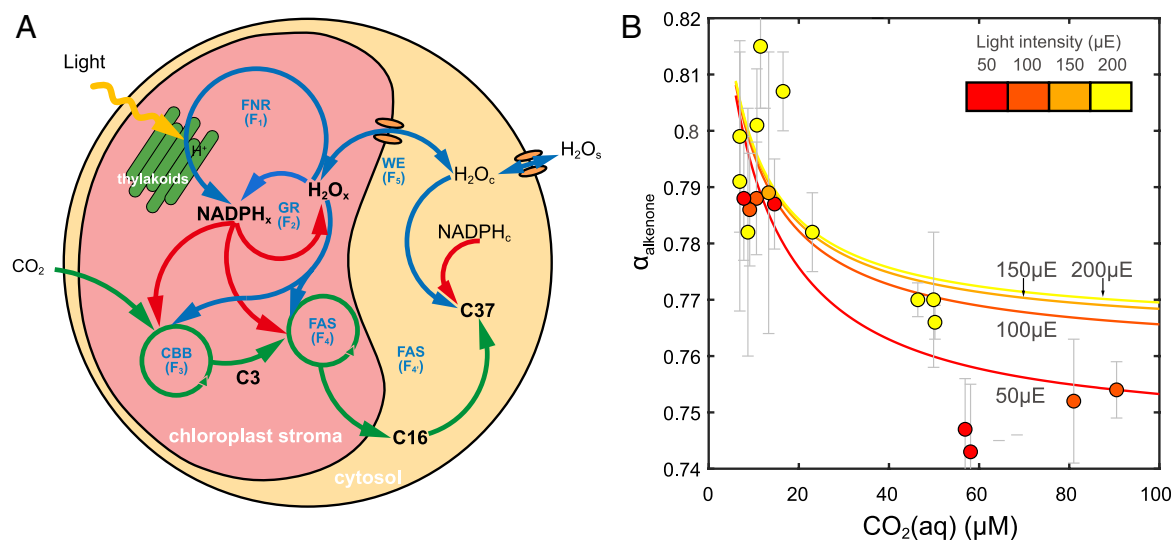 A
Light
FNR
(F₁)
H⁺
thylakoids
WE
(F₅)
H₂Oₛ
H₂O_c
H₂Oₓ
GR
(F₂)
NADPHₓ
NADPH_c
CO₂
C37
FAS
(F₄)
CBB
(F₃)
C3
FAS
(F₄')
chloroplast stroma
C16
cytosol
B
Light intensity (µE)
50 100 150 200
0.82
0.81
0.8
0.79
0.78
0.77
0.76
0.75
0.74
α_alkenone
150µE 200µE
100µE
50µE
0 20 40 60 80 100
CO₂(aq) (µM)